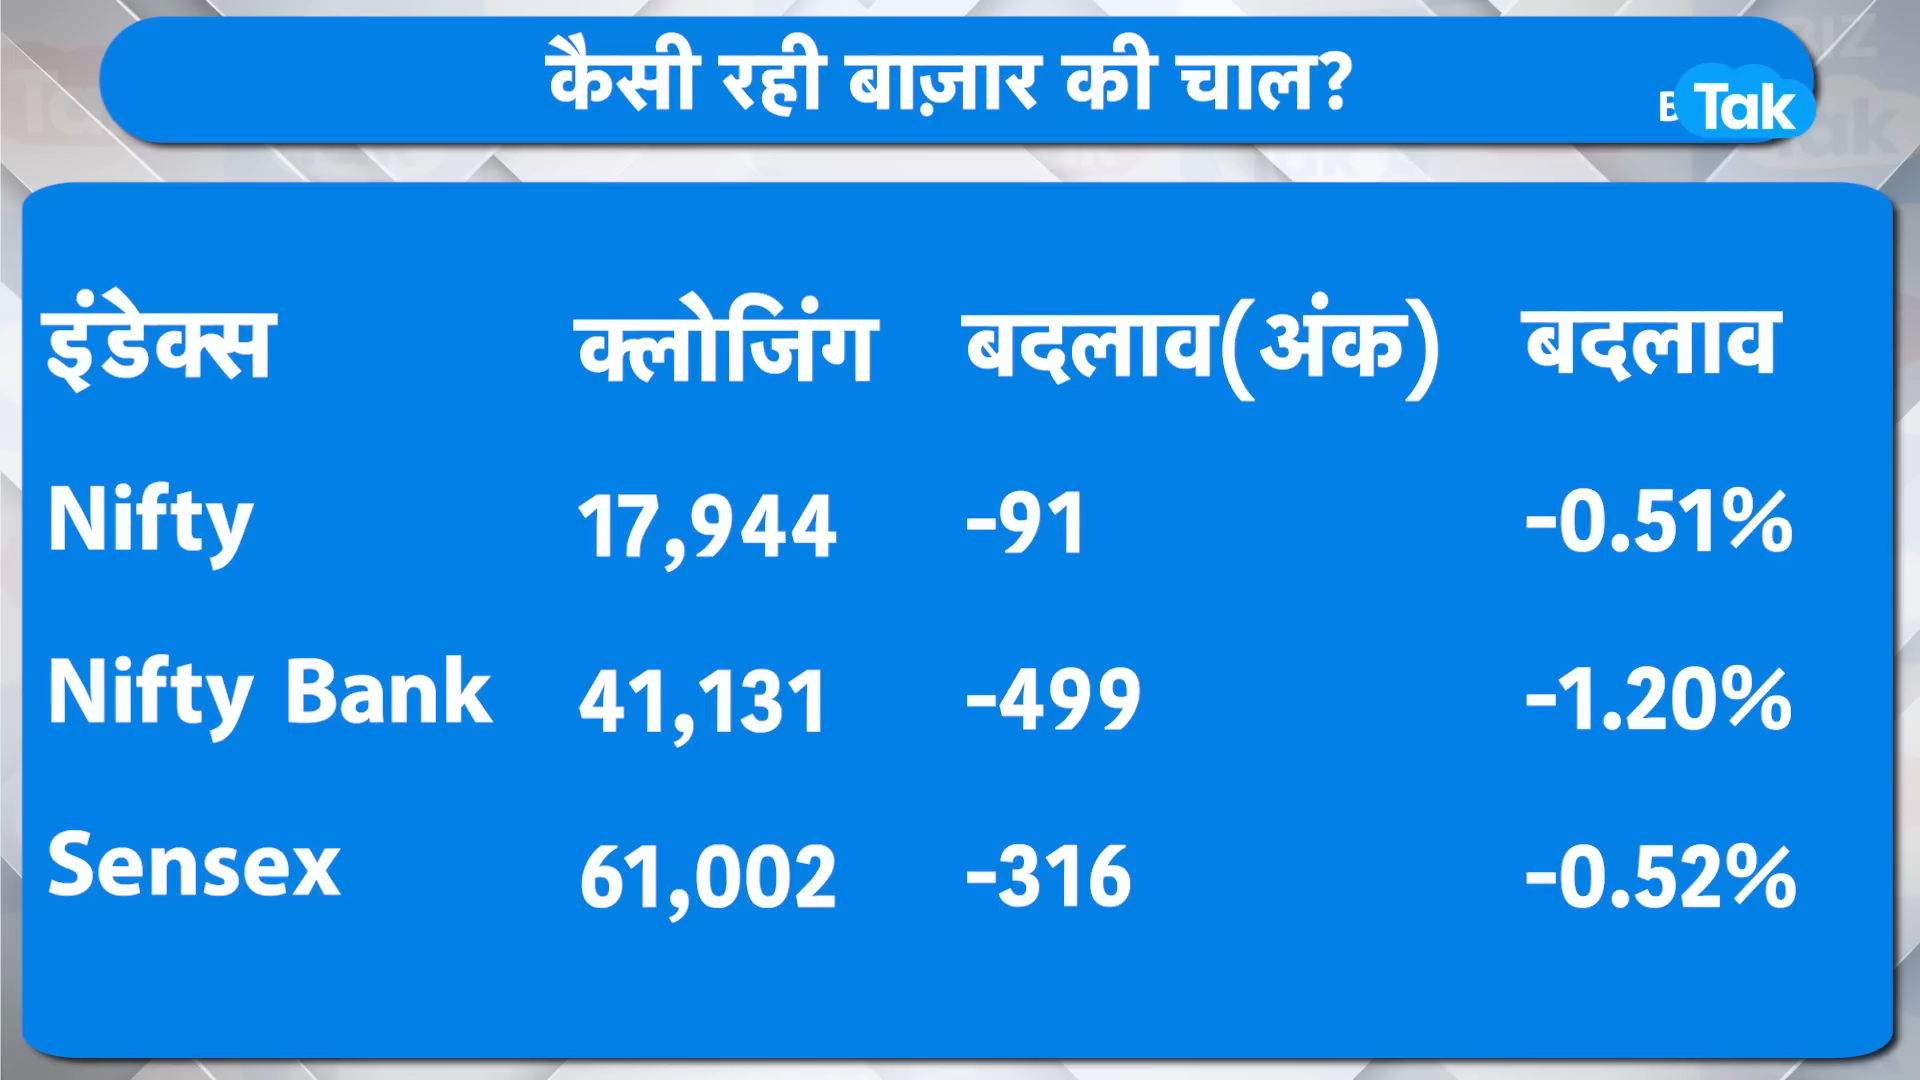 कैसी रही बाज़ार की चाल?
Tak
इंडेक्स क्लोजिंग बदलाव(अंक) बदलाव
Nifty 17,944 -91 -0.51%
Nifty Bank 41,131 -499 -1.20%
Sensex 61,002 -316 -0.52%